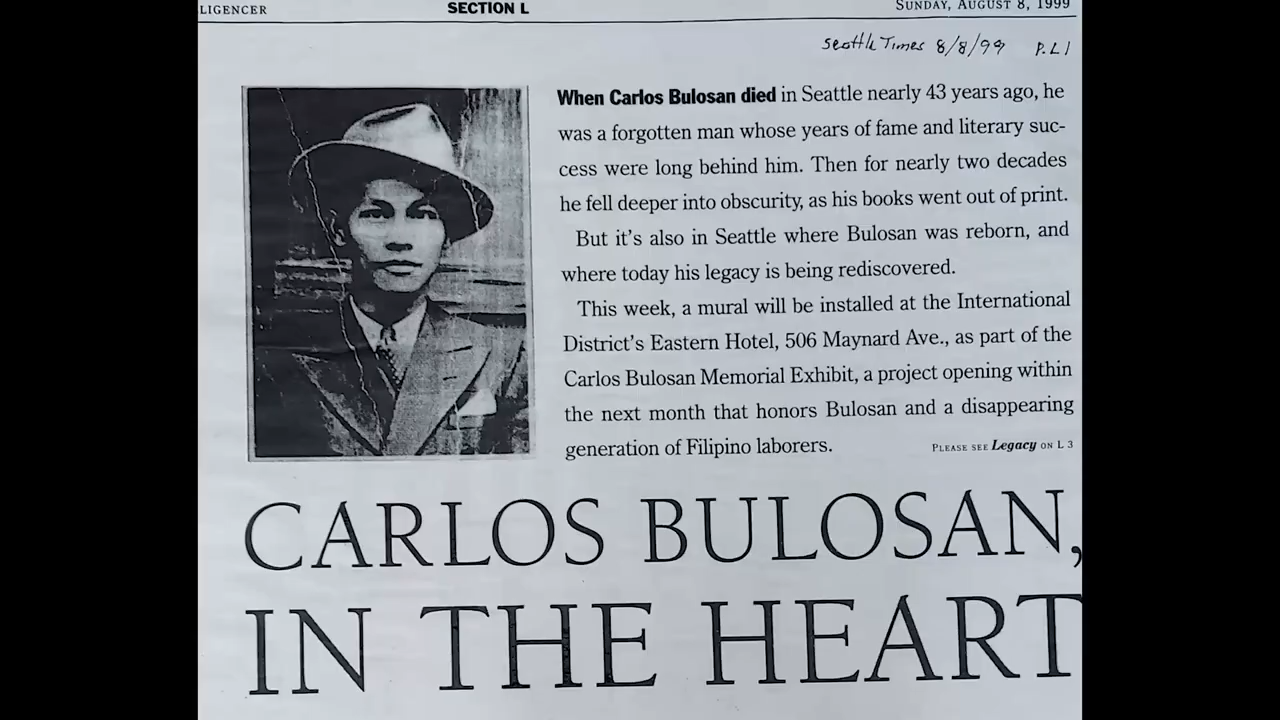 LIGENCER SECTION L SUNDAY, AUGUST 8, 1999
Seattle Times 8/8/99 P.L1
When Carlos Bulosan died in Seattle nearly 43 years ago, he
was a forgotten man whose years of fame and literary suc-
cess were long behind him. Then for nearly two decades
he fell deeper into obscurity, as his books went out of print.
But it's also in Seattle where Bulosan was reborn, and
where today his legacy is being rediscovered.
This week, a mural will be installed at the International
District's Eastern Hotel, 506 Maynard Ave., as part of the
Carlos Bulosan Memorial Exhibit, a project opening within
the next month that honors Bulosan and a disappearing
generation of Filipino laborers.
PLEASE SEE Legacy ON L 3
CARLOS BULOSAN,
IN THE HEART